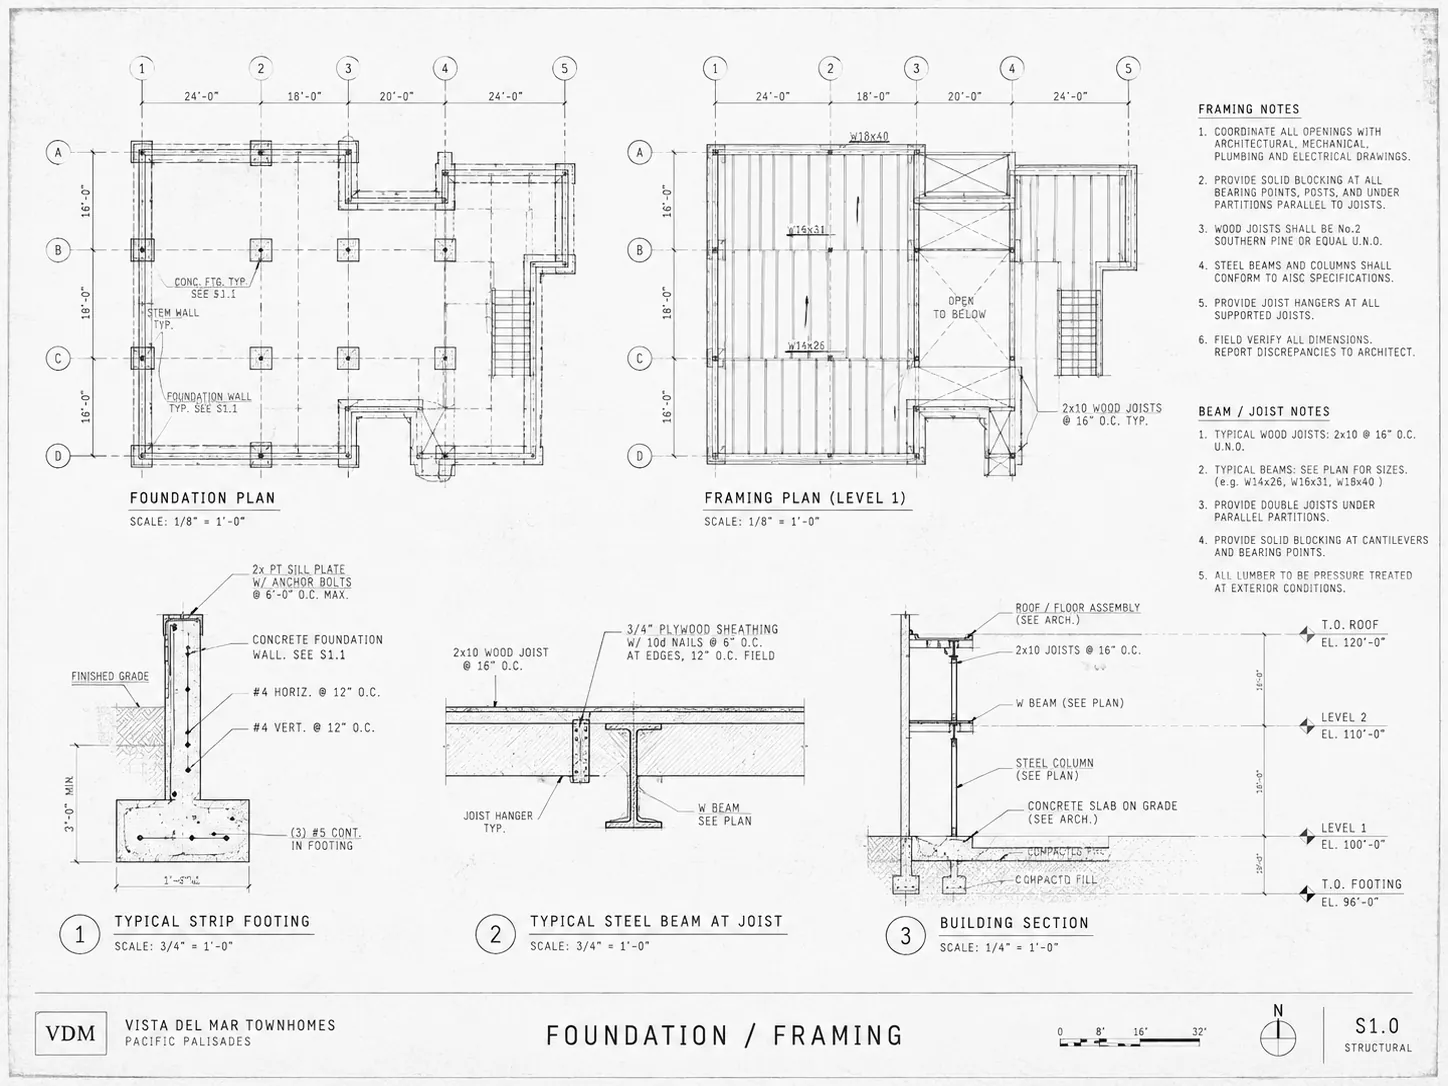 1 2 3 4 5
24'-0" 18'-0" 20'-0" 24'-0"
A
16'-0"
B
CONC. FTG. TYP.
SEE S1.1
18'-0"
STEM WALL
TYP.
C
FOUNDATION WALL
TYP. SEE S1.1
16'-0"
D
FOUNDATION PLAN
SCALE: 1/8" = 1'-0"
1 2 3 4 5
24'-0" 18'-0" 20'-0" 24'-0"
W18x40
A
16'-0"
W16x31
B
18'-0"
OPEN
TO BELOW
W14x26
C
16'-0"
2x10 WOOD JOISTS
@ 16" O.C. TYP.
D
FRAMING PLAN (LEVEL 1)
SCALE: 1/8" = 1'-0"
FRAMING NOTES
1. COORDINATE ALL OPENINGS WITH
ARCHITECTURAL, MECHANICAL,
PLUMBING AND ELECTRICAL DRAWINGS.
2. PROVIDE SOLID BLOCKING AT ALL
BEARING POINTS, POSTS, AND UNDER
PARTITIONS PARALLEL TO JOISTS.
3. WOOD JOISTS SHALL BE No.2
SOUTHERN PINE OR EQUAL U.N.O.
4. STEEL BEAMS AND COLUMNS SHALL
CONFORM TO AISC SPECIFICATIONS.
5. PROVIDE JOIST HANGERS AT ALL
SUPPORTED JOISTS.
6. FIELD VERIFY ALL DIMENSIONS.
REPORT DISCREPANCIES TO ARCHITECT.
BEAM / JOIST NOTES
1. TYPICAL WOOD JOISTS: 2x10 @ 16" O.C.
U.N.O.
2. TYPICAL BEAMS: SEE PLAN FOR SIZES.
(e.g. W14x26, W16x31, W18x40 )
3. PROVIDE DOUBLE JOISTS UNDER
PARALLEL PARTITIONS.
4. PROVIDE SOLID BLOCKING AT CANTILEVERS
AND BEARING POINTS.
5. ALL LUMBER TO BE PRESSURE TREATED
AT EXTERIOR CONDITIONS.
2x PT SILL PLATE
W/ ANCHOR BOLTS
@ 6'-0" O.C. MAX.
CONCRETE FOUNDATION
WALL. SEE S1.1
FINISHED GRADE
#4 HORIZ. @ 12" O.C.
#4 VERT. @ 12" O.C.
3'-0" MIN.
(3) #5 CONT.
IN FOOTING
1 TYPICAL STRIP FOOTING
SCALE: 3/4" = 1'-0"
3/4" PLYWOOD SHEATHING
W/ 10d NAILS @ 6" O.C.
AT EDGES, 12" O.C. FIELD
2x10 WOOD JOIST
@ 16" O.C.
JOIST HANGER
TYP.
W BEAM
SEE PLAN
2 TYPICAL STEEL BEAM AT JOIST
SCALE: 3/4" = 1'-0"
ROOF / FLOOR ASSEMBLY
(SEE ARCH.)
2x10 JOISTS @ 16" O.C.
W BEAM (SEE PLAN)
STEEL COLUMN
(SEE PLAN)
CONCRETE SLAB ON GRADE
(SEE ARCH.)
COMPACTD FILL
T.O. ROOF
EL. 120'-0"
LEVEL 2
EL. 110'-0"
LEVEL 1
EL. 100'-0"
T.O. FOOTING
EL. 96'-0"
3 BUILDING SECTION
SCALE: 1/4" = 1'-0"
VDM
VISTA DEL MAR TOWNHOMES
PACIFIC PALISADES
FOUNDATION / FRAMING
0 8' 16' 32'
N
S1.0
STRUCTURAL